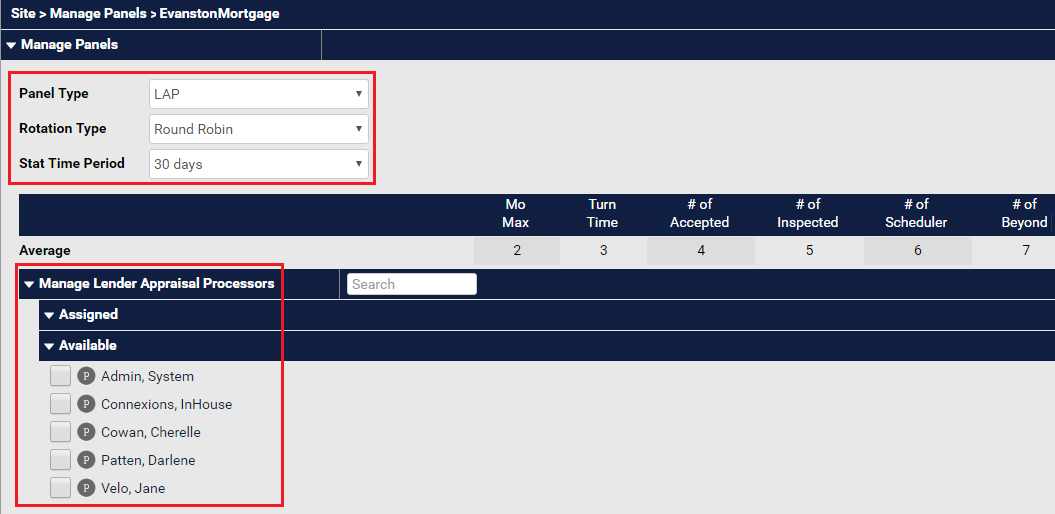 Site > Manage Panels > Evanston Mortgage
Manage Panels
Panel Type LAP
Rotation Type Round Robin
Stat Time Period 30 days
Mo Max Turn Time # of Accepted # of Inspected # of Scheduler # of Beyond
Average 2 3 4 5 6 7
Manage Lender Appraisal Processors Search
Assigned
Available
P Admin, System
P Connexions, InHouse
P Cowan, Cherelle
P Patten, Darlene
P Velo, Jane